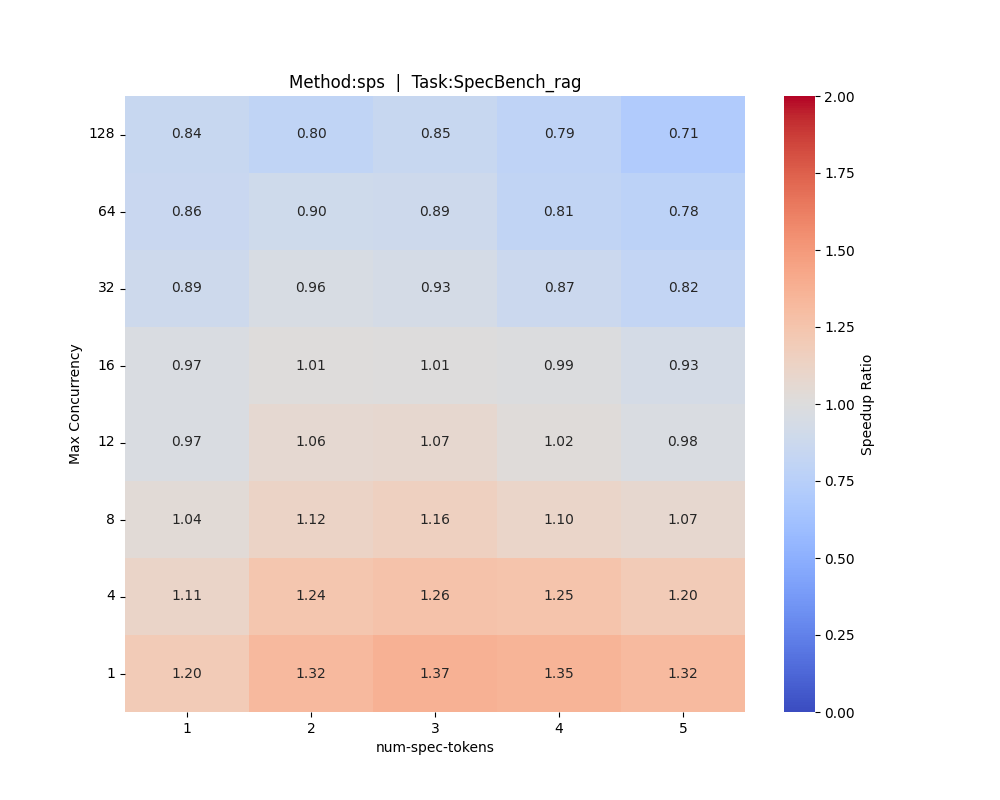 Method:sps | Task:SpecBench_rag
Max Concurrency
128 0.84 0.80 0.85 0.79 0.71
64 0.86 0.90 0.89 0.81 0.78
32 0.89 0.96 0.93 0.87 0.82
16 0.97 1.01 1.01 0.99 0.93
12 0.97 1.06 1.07 1.02 0.98
8 1.04 1.12 1.16 1.10 1.07
4 1.11 1.24 1.26 1.25 1.20
1 1.20 1.32 1.37 1.35 1.32
1 2 3 4 5
num-spec-tokens
2.00
1.75
1.50
1.25
1.00
0.75
0.50
0.25
0.00
Speedup Ratio